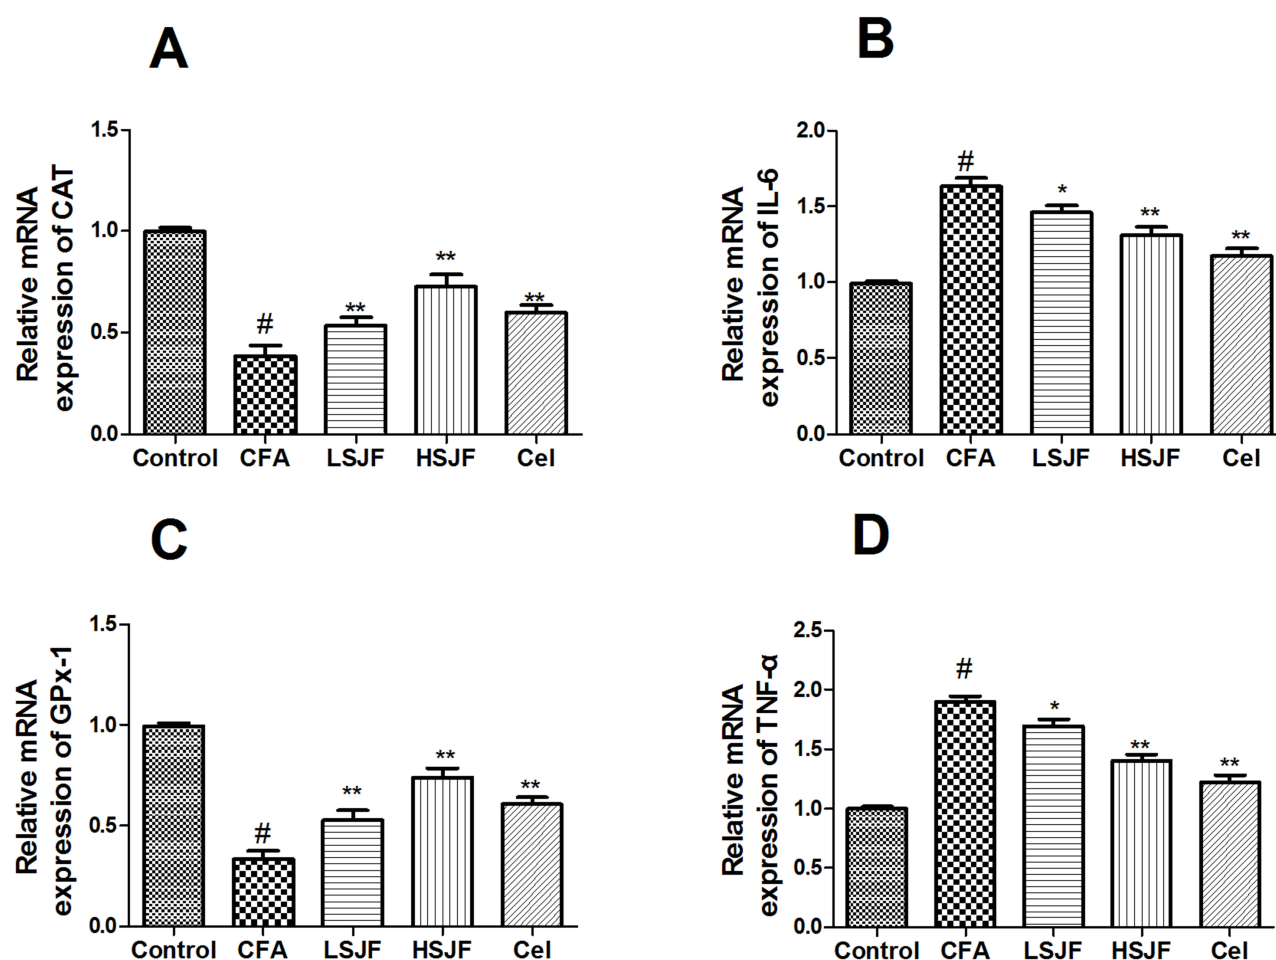 A
Relative mRNA
expression of CAT
1.5
1.0
0.5
0.0
#
**
**
**
Control CFA LSJF HSJF Cel
B
Relative mRNA
expression of IL-6
2.0
1.5
1.0
0.5
0.0
#
*
**
**
Control CFA LSJF HSJF Cel
C
Relative mRNA
expression of GPx-1
1.5
1.0
0.5
0.0
#
**
**
**
Control CFA LSJF HSJF Cel
D
Relative mRNA
expression of TNF-α
2.5
2.0
1.5
1.0
0.5
0.0
#
*
**
**
Control CFA LSJF HSJF Cel